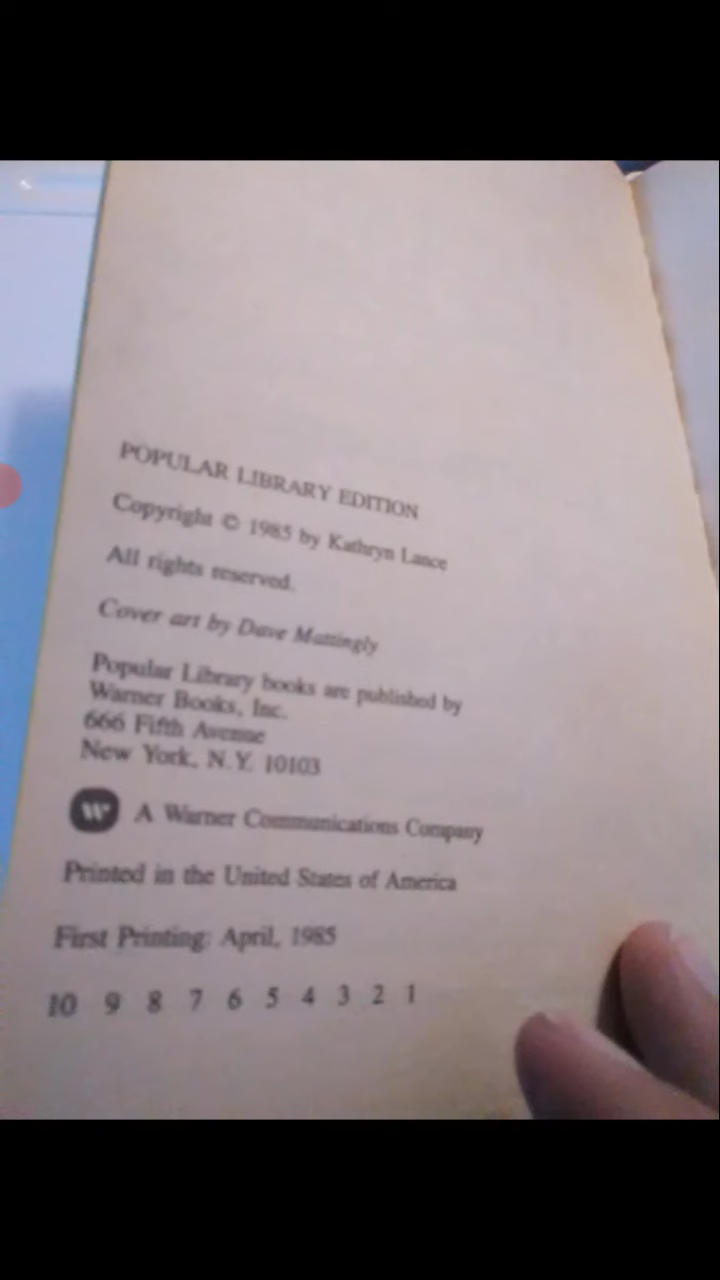 POPULAR LIBRARY EDITION
Copyright © 1985 by Kathryn Lance
All rights reserved.
Cover art by Dave Mattingly
Popular Library books are published by
Warner Books, Inc.
666 Fifth Avenue
New York, N.Y. 10103
W A Warner Communications Company
Printed in the United States of America
First Printing: April, 1985
10 9 8 7 6 5 4 3 2 1